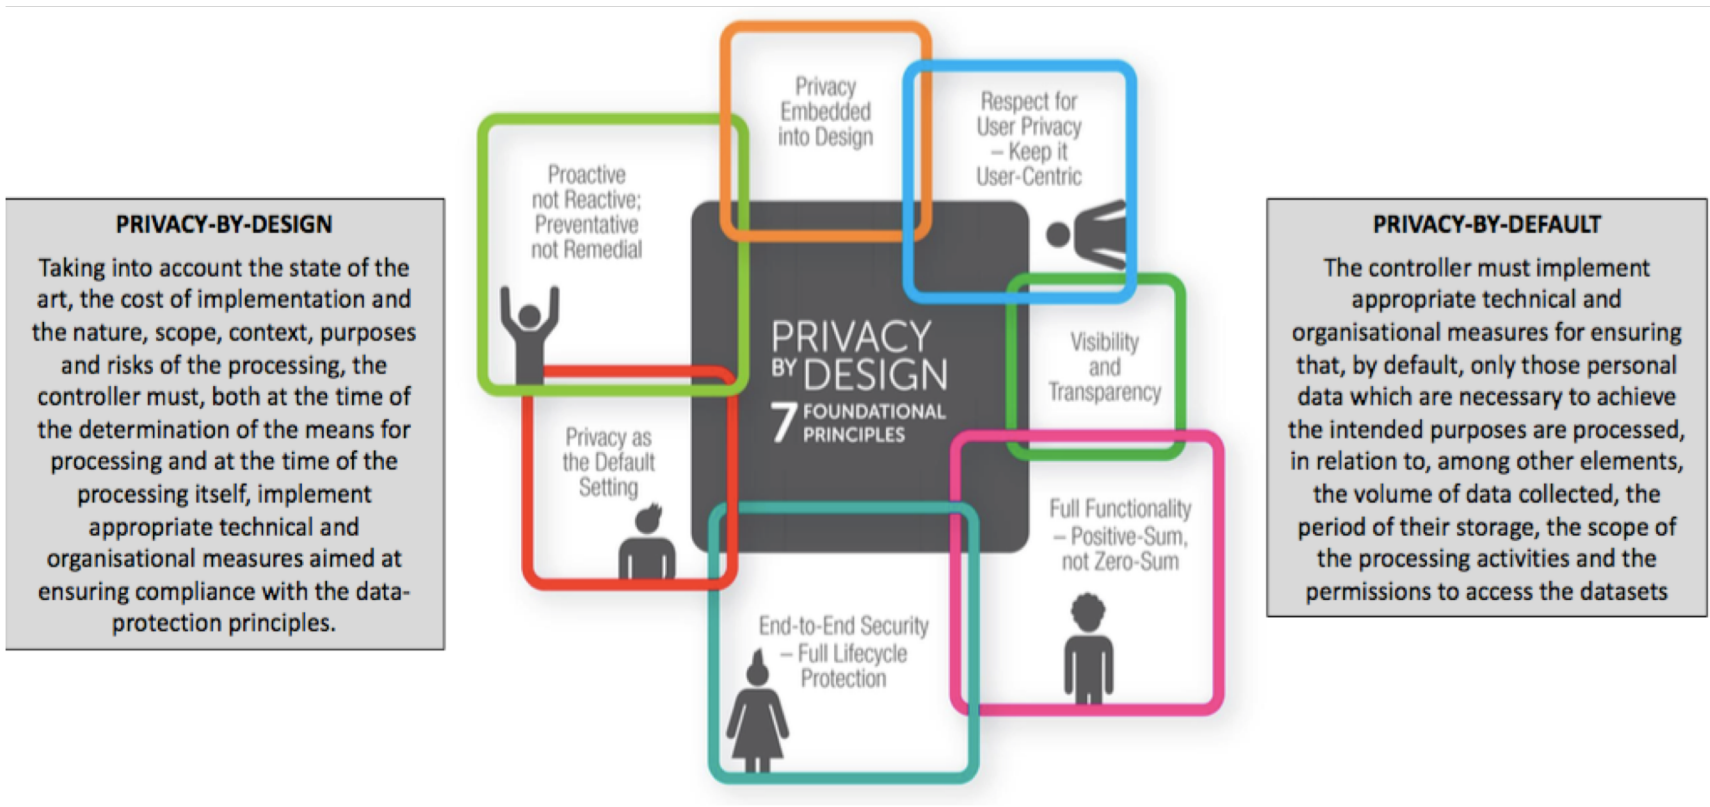 PRIVACY-BY-DESIGN
Taking into account the state of the
art, the cost of implementation and
the nature, scope, context, purposes
and risks of the processing, the
controller must, both at the time of
the determination of the means for
processing and at the time of the
processing itself, implement
appropriate technical and
organisational measures aimed at
ensuring compliance with the data-
protection principles.
Proactive
not Reactive;
Preventative
not Remedial
Privacy
Embedded
into Design
Respect for
User Privacy
– Keep it
User-Centric
PRIVACY
BY DESIGN
7 FOUNDATIONAL
PRINCIPLES
Visibility
and
Transparency
Privacy as
the Default
Setting
Full Functionality
– Positive-Sum,
not Zero-Sum
End-to-End Security
– Full Lifecycle
Protection
PRIVACY-BY-DEFAULT
The controller must implement
appropriate technical and
organisational measures for ensuring
that, by default, only those personal
data which are necessary to achieve
the intended purposes are processed,
in relation to, among other elements,
the volume of data collected, the
period of their storage, the scope of
the processing activities and the
permissions to access the datasets